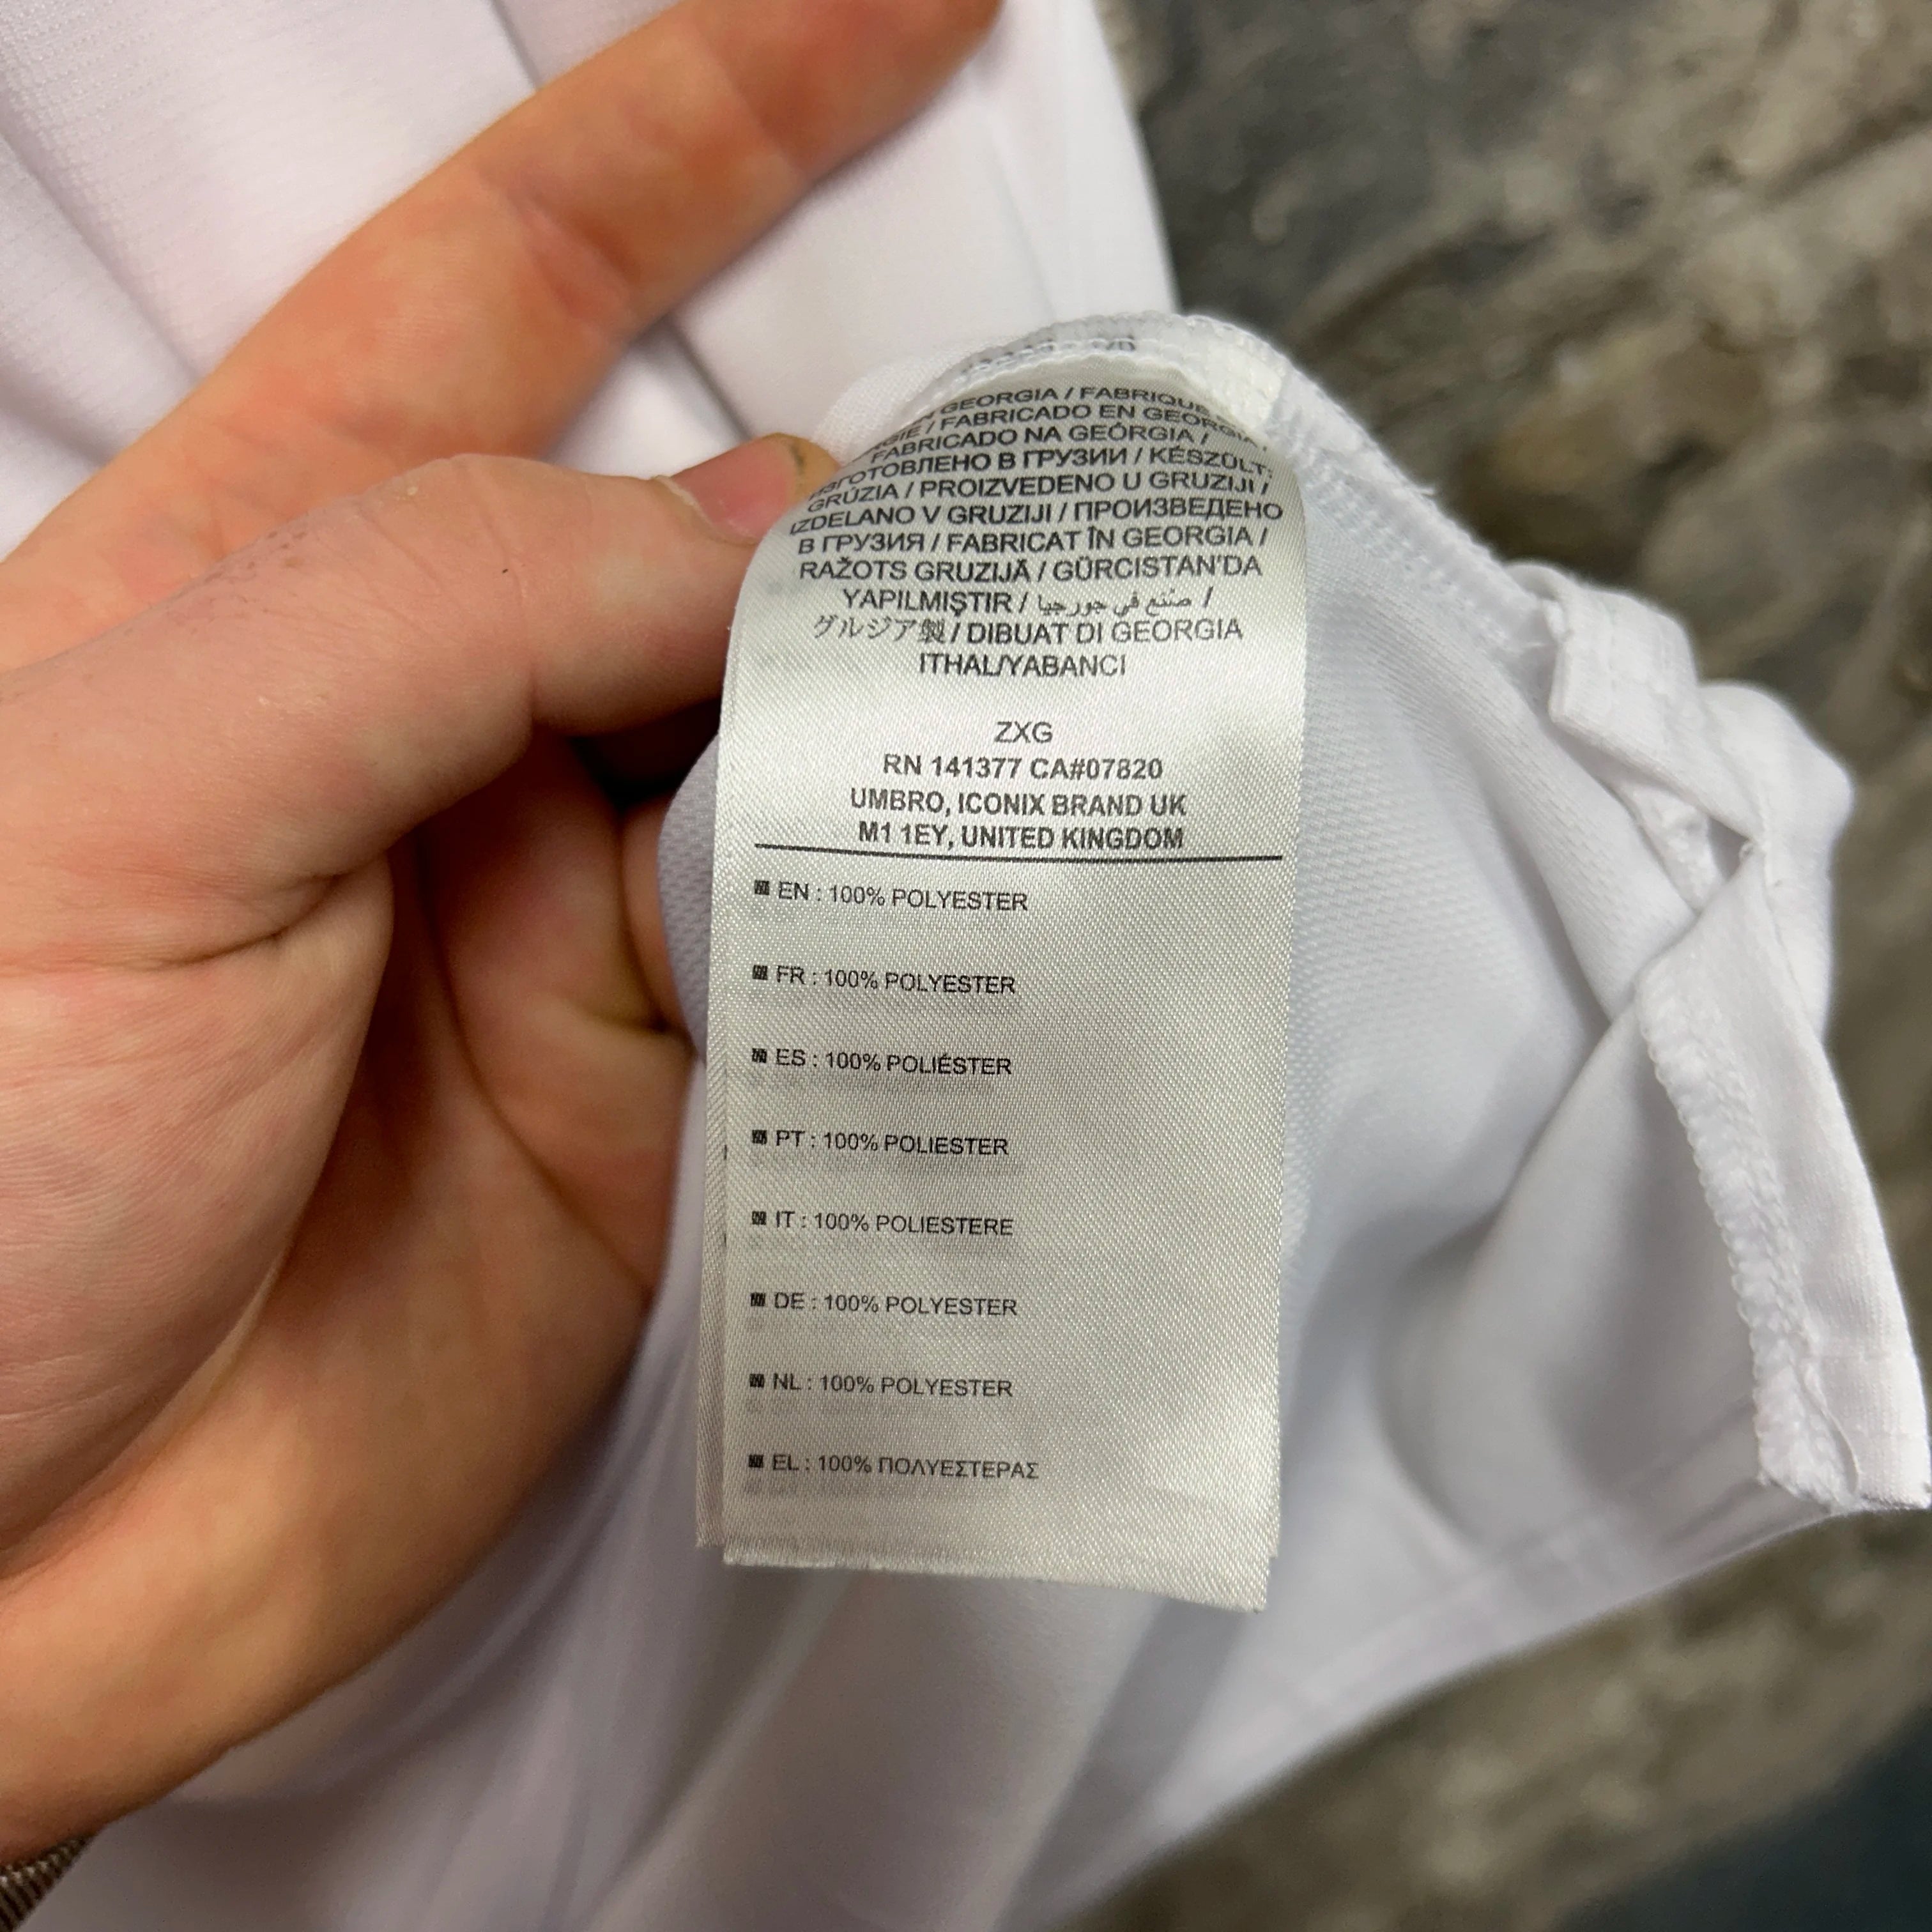 GEORGIA / FABRIQUE
/ FABRICADO EN GEORGIA /
FABRICADO NA GEÓRGIA /
ИЗГОТОВЛЕНО В ГРУЗИИ / KÉSZÜLT:
GRÚZIA / PROIZVEDENO U GRUZIJI /
IZDELANO V GRUZIJI / ПРОИЗВЕДЕНО
В ГРУЗИЯ / FABRICAT ÎN GEORGIA /
RAŽOTS GRUZIJĀ / GÜRCISTAN'DA
YAPILMIŞTIR / صنع في جورجيا /
グルジア製 / DIBUAT DI GEORGIA
ITHAL/YABANCI
ZXG
RN 141377 CA#07820
UMBRO, ICONIX BRAND UK
M1 1EY, UNITED KINGDOM
EN : 100% POLYESTER
FR : 100% POLYESTER
ES : 100% POLIÉSTER
PT : 100% POLIESTER
IT : 100% POLIESTERE
DE : 100% POLYESTER
NL : 100% POLYESTER
EL : 100% ΠΟΛΥΕΣΤΕΡΑΣ